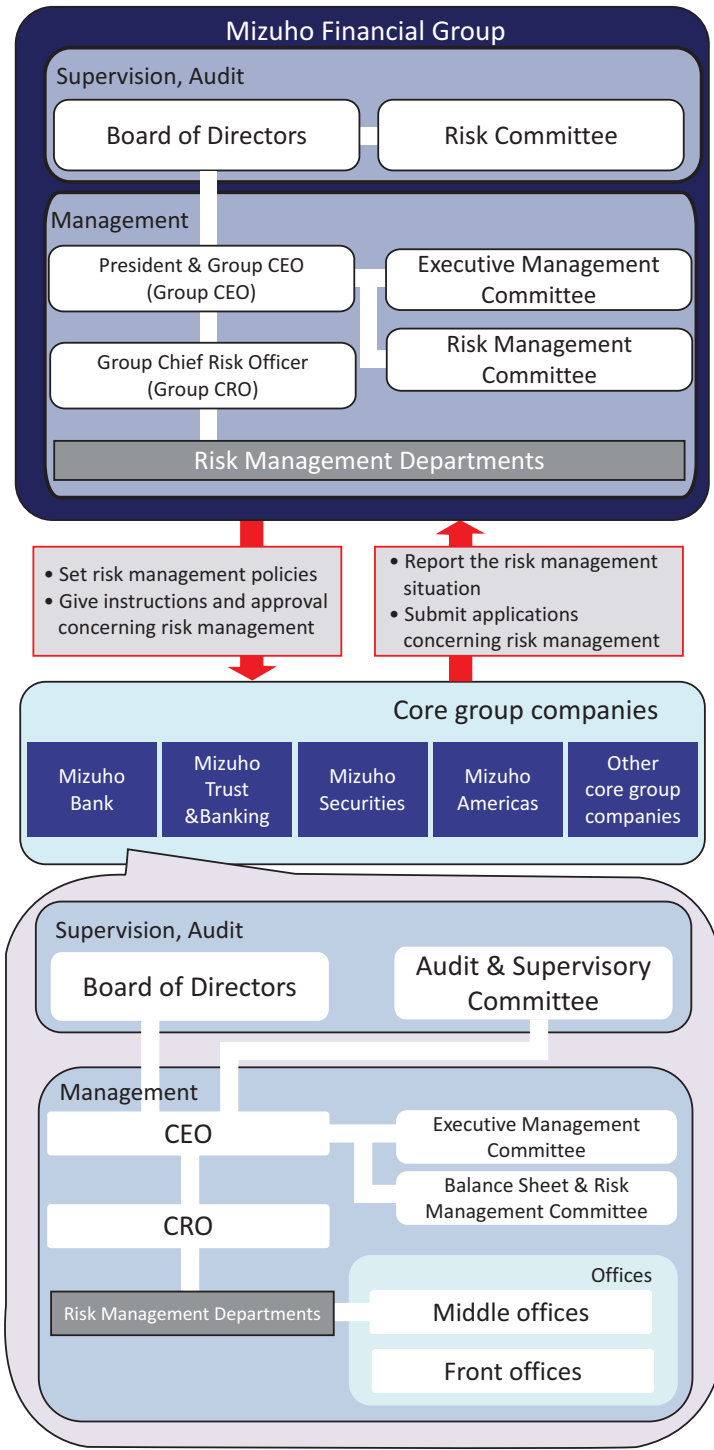 Mizuho Financial Group
Supervision, Audit
Board of Directors
Risk Committee
Management
President & Group CEO
(Group CEO)
Executive Management
Committee
Group Chief Risk Officer
(Group CRO)
Risk Management
Committee
Risk Management Departments
• Set risk management policies
• Give instructions and approval
concerning risk management
• Report the risk management
situation
• Submit applications
concerning risk management
Core group companies
Mizuho
Bank
Mizuho
Trust
&Banking
Mizuho
Securities
Mizuho
Americas
Other
core group
companies
Supervision, Audit
Board of Directors
Audit & Supervisory
Committee
Management
CEO
Executive Management
Committee
Balance Sheet & Risk
Management Committee
CRO
Offices
Risk Management Departments
Middle offices
Front offices